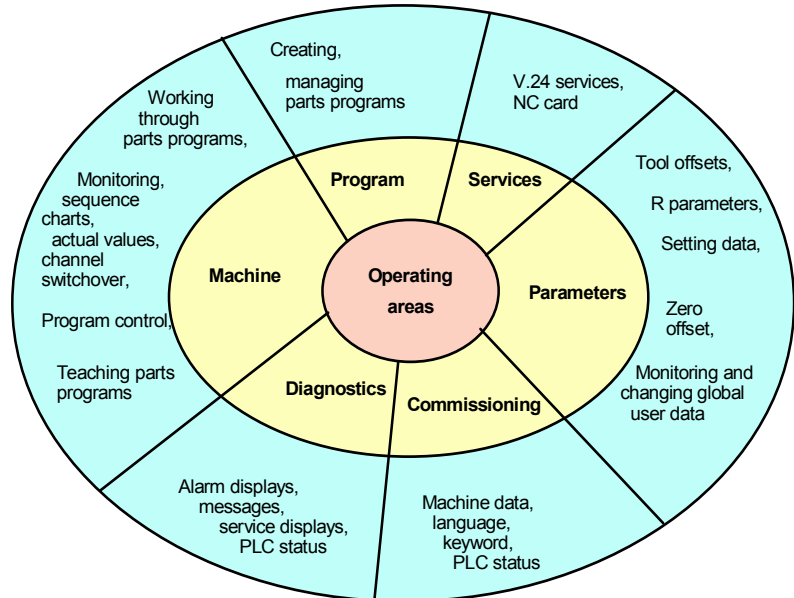 Creating,
managing
parts programs
V.24 services,
NC card
Working
through
parts programs,
Monitoring,
sequence
charts,
actual values,
channel
switchover,
Program control,
Teaching parts
programs
Tool offsets,
R parameters,
Setting data,
Zero
offset,
Monitoring and
changing global
user data
Program
Services
Machine
Operating
areas
Parameters
Diagnostics
Commissioning
Alarm displays,
messages,
service displays,
PLC status
Machine data,
language,
keyword,
PLC status